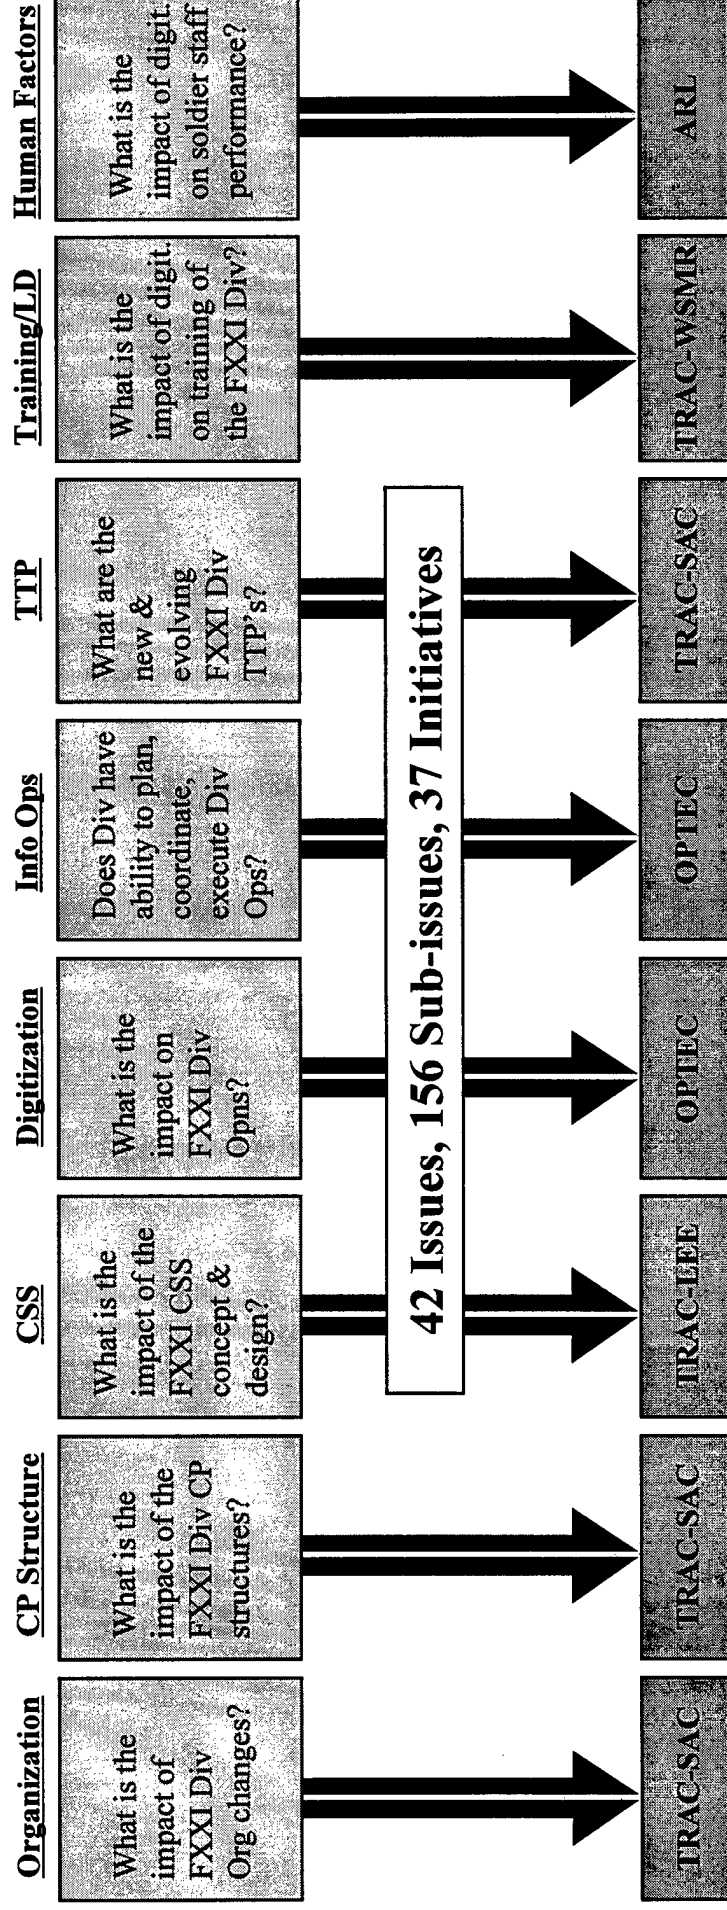 Organization
What is the
impact of
FXXI Div
Org changes?
TRAC-SAC
CP Structure
What is the
impact of the
FXXI Div CP
structures?
TRAC-SAC
CSS
What is the
impact of the
FXXI CSS
concept &
design?
TRAC-LEE
Digitization
What is the
impact on
FXXI Div
Opns?
OPTEC
Info Ops
Does Div have
ability to plan,
coordinate,
execute Div
Ops?
OPTEC
TTP
What are the
new &
evolving
FXXI Div
TTP's?
TRAC-SAC
Training/LD
What is the
impact of digit.
on training of
the FXXI Div?
TRAC-WSMR
Human Factors
What is the
impact of digit.
on soldier staff
performance?
ARL
42 Issues, 156 Sub-issues, 37 Initiatives